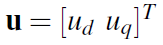 u = [u_d u_q]^T